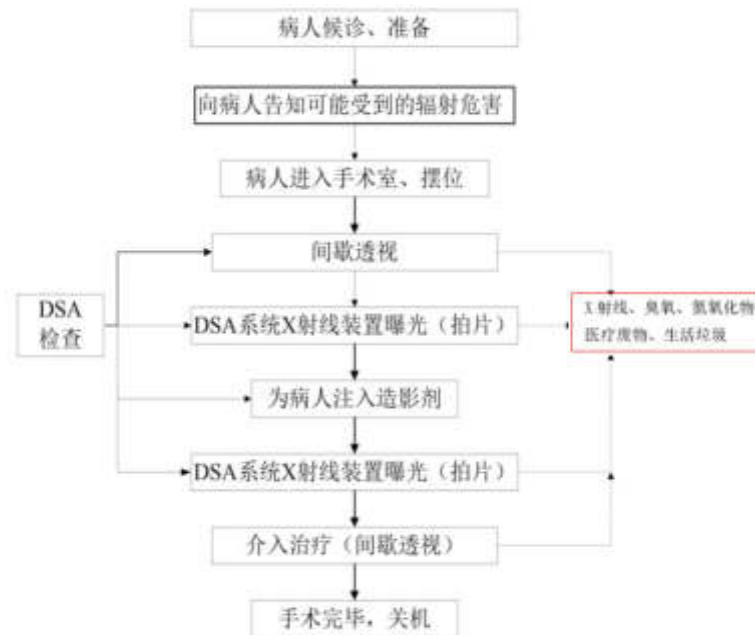 病人候诊、准备
向病人告知可能受到的辐射危害
病人进入手术室、摆位
间歇透视
DSA
检查
DSA系统X射线装置曝光（拍片）
X射线、臭氧、氮氧化物
医疗废物、生活垃圾
为病人注入造影剂
DSA系统X射线装置曝光（拍片）
介入治疗（间歇透视）
手术完毕，关机